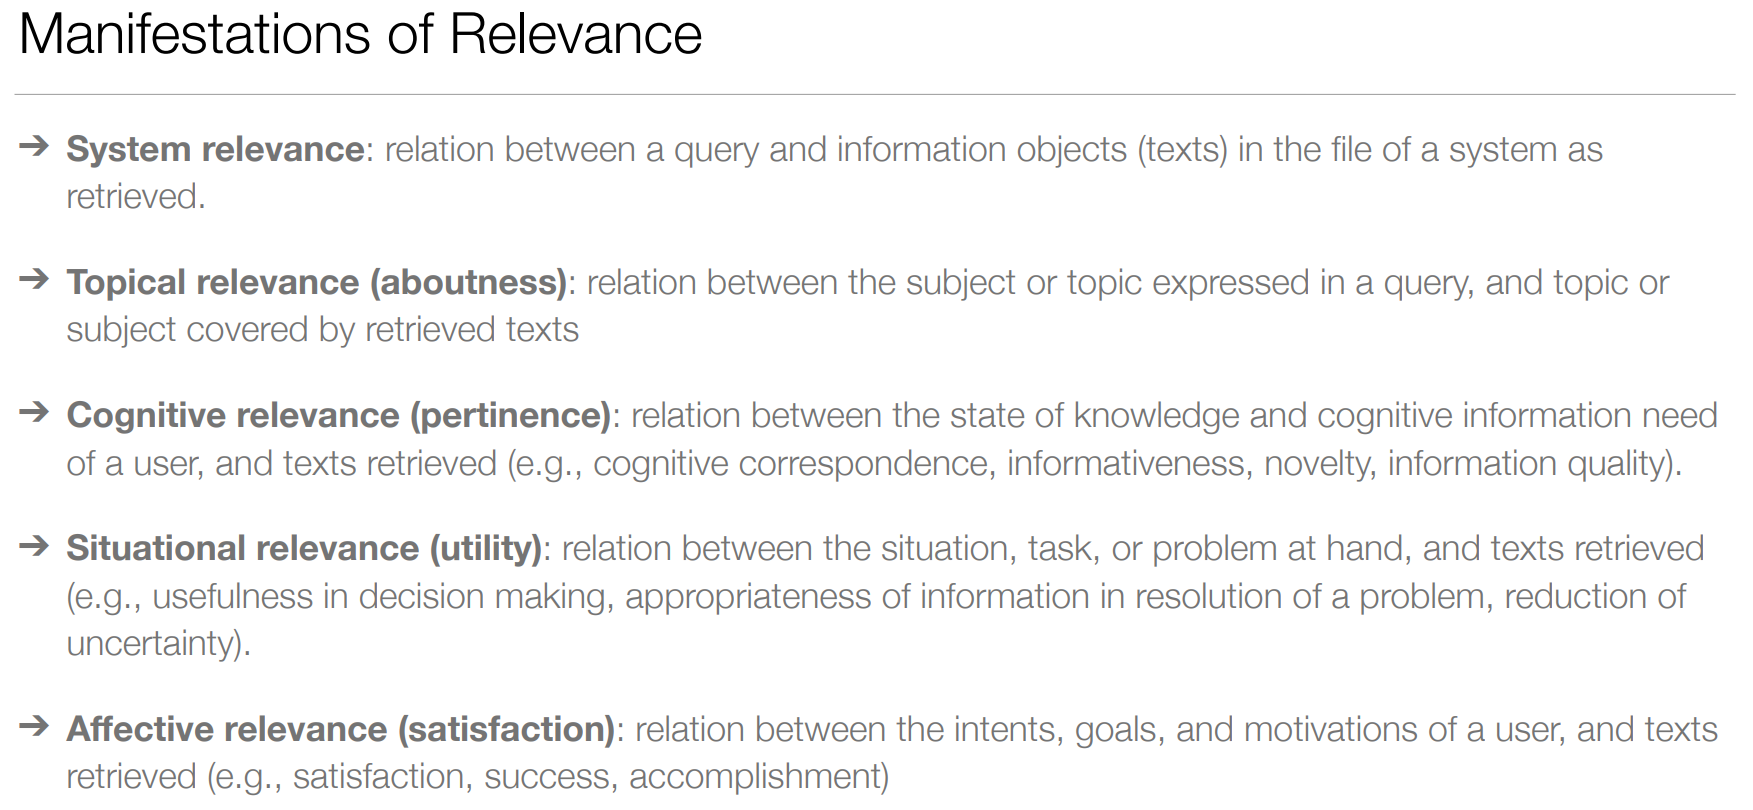 Manifestations of Relevance
➔ System relevance: relation between a query and information objects (texts) in the file of a system as
retrieved.
➔ Topical relevance (aboutness): relation between the subject or topic expressed in a query, and topic or
subject covered by retrieved texts
➔ Cognitive relevance (pertinence): relation between the state of knowledge and cognitive information need
of a user, and texts retrieved (e.g., cognitive correspondence, informativeness, novelty, information quality).
➔ Situational relevance (utility): relation between the situation, task, or problem at hand, and texts retrieved
(e.g., usefulness in decision making, appropriateness of information in resolution of a problem, reduction of
uncertainty).
➔ Affective relevance (satisfaction): relation between the intents, goals, and motivations of a user, and texts
retrieved (e.g., satisfaction, success, accomplishment)